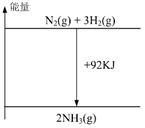 能量
N₂(g) + 3H₂(g)
+92KJ
2NH₃(g)